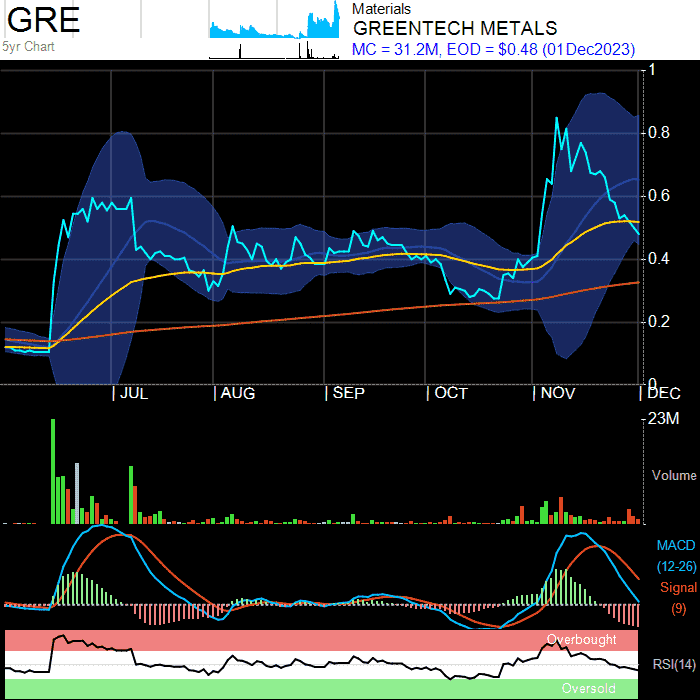 GRE
5yr Chart
Materials
GREENTECH METALS
MC = 31.2M, EOD = $0.48 (01Dec2023)
1
0.8
0.6
0.4
0.2
0
JUL AUG SEP OCT NOV DEC
23M
Volume
MACD
(12-26)
Signal
(9)
Overbought
RSI(14)
Oversold